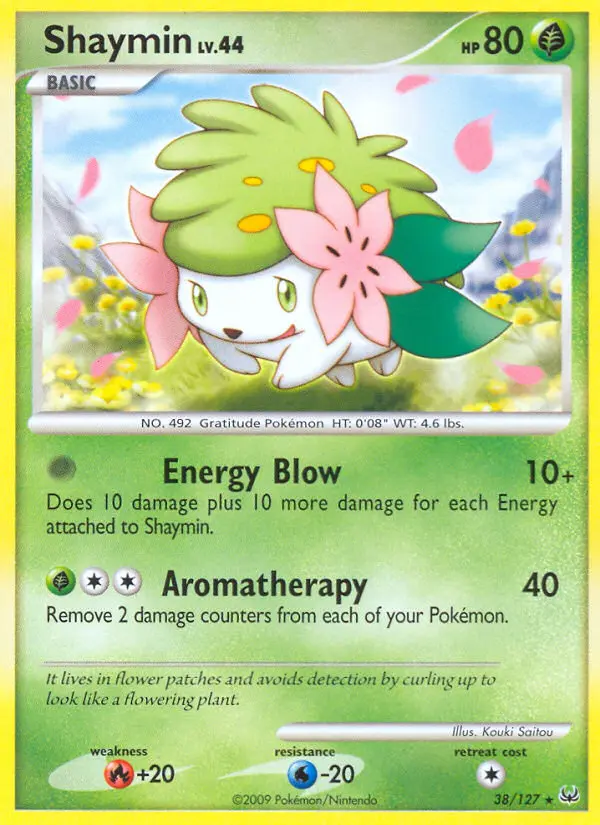 Shaymin LV.44
HP 80
BASIC
NO. 492 Gratitude Pokémon HT: 0'08" WT: 4.6 lbs.
Energy Blow 10+
Does 10 damage plus 10 more damage for each Energy
attached to Shaymin.
Aromatherapy 40
Remove 2 damage counters from each of your Pokémon.
It lives in flower patches and avoids detection by curling up to
look like a flowering plant.
Illus. Kouki Saitou
weakness resistance retreat cost
+20 -20
©2009 Pokémon/Nintendo 38/127 ★